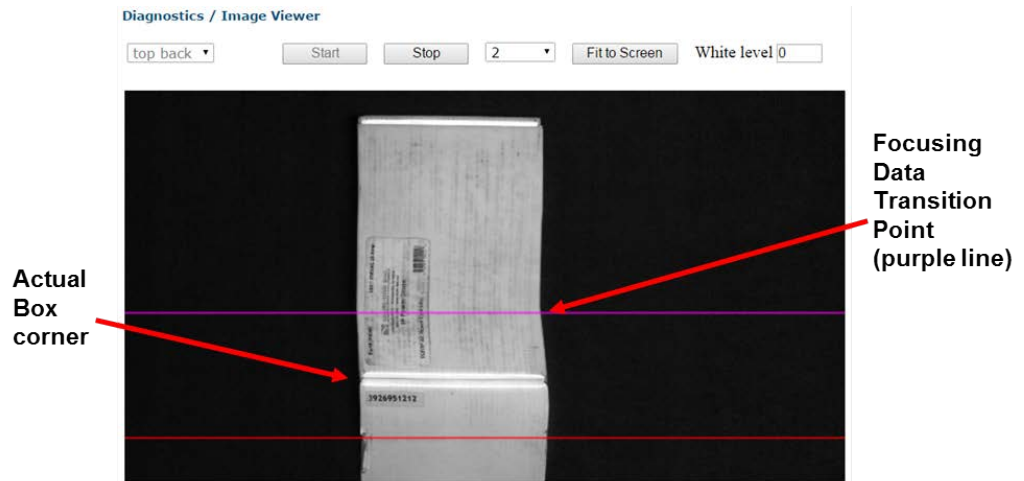 Diagnostics / Image Viewer
top back Start Stop 2 Fit to Screen White level 0
Focusing
Data
Transition
Point
(purple line)
Actual
Box
corner
3926951212